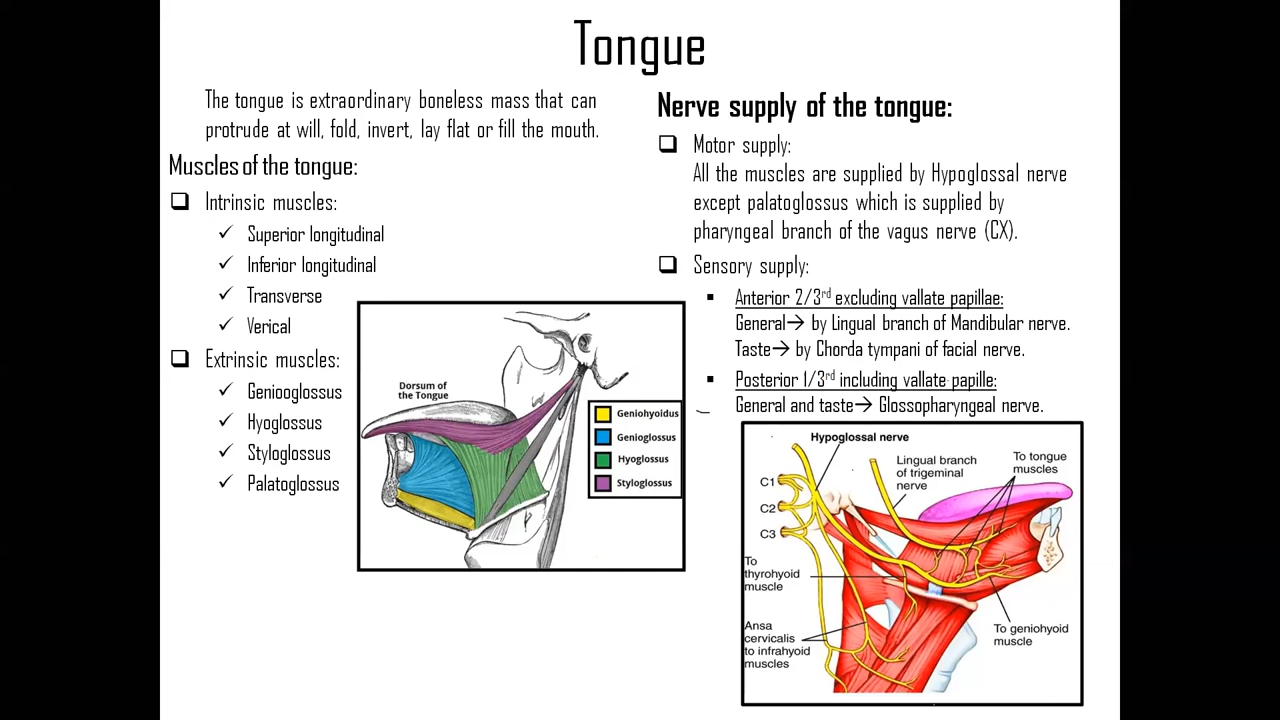 Tongue
The tongue is extraordinary boneless mass that can
protrude at will, fold, invert, lay flat or fill the mouth.
Muscles of the tongue:
Intrinsic muscles:
Superior longitudinal
Inferior longitudinal
Transverse
Verical
Extrinsic muscles:
Geniooglossus
Hyoglossus
Styloglossus
Palatoglossus
Dorsum of
the Tongue
Geniohyoidus
Genioglossus
Hyoglossus
Styloglossus
Nerve supply of the tongue:
Motor supply:
All the muscles are supplied by Hypoglossal nerve
except palatoglossus which is supplied by
pharyngeal branch of the vagus nerve (CX).
Sensory supply:
Anterior 2/3rd excluding vallate papillae:
General→ by Lingual branch of Mandibular nerve.
Taste→ by Chorda tympani of facial nerve.
Posterior 1/3rd including vallate papille:
General and taste→ Glossopharyngeal nerve.
Hypoglossal nerve
Lingual branch
of trigeminal
nerve
To tongue
muscles
C1
C2
C3
To
thyrohyoid
muscle
Ansa
cervicalis
to infrahyoid
muscles
To geniohyoid
muscle